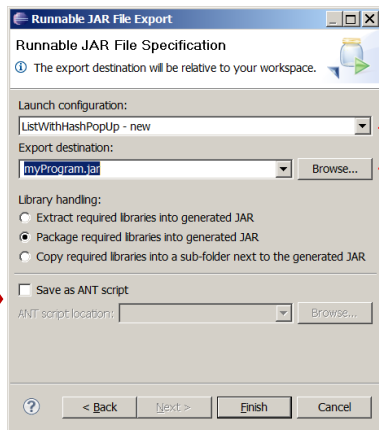 Runnable JAR File Export
Runnable JAR File Specification
The export destination will be relative to your workspace.
Launch configuration:
ListWithHashPopUp - new
Export destination:
myProgram.jar
Browse...
Library handling:
Extract required libraries into generated JAR
Package required libraries into generated JAR
Copy required libraries into a sub-folder next to the generated JAR
Save as ANT script
ANT script location:
Browse...
? < Back Next > Finish Cancel